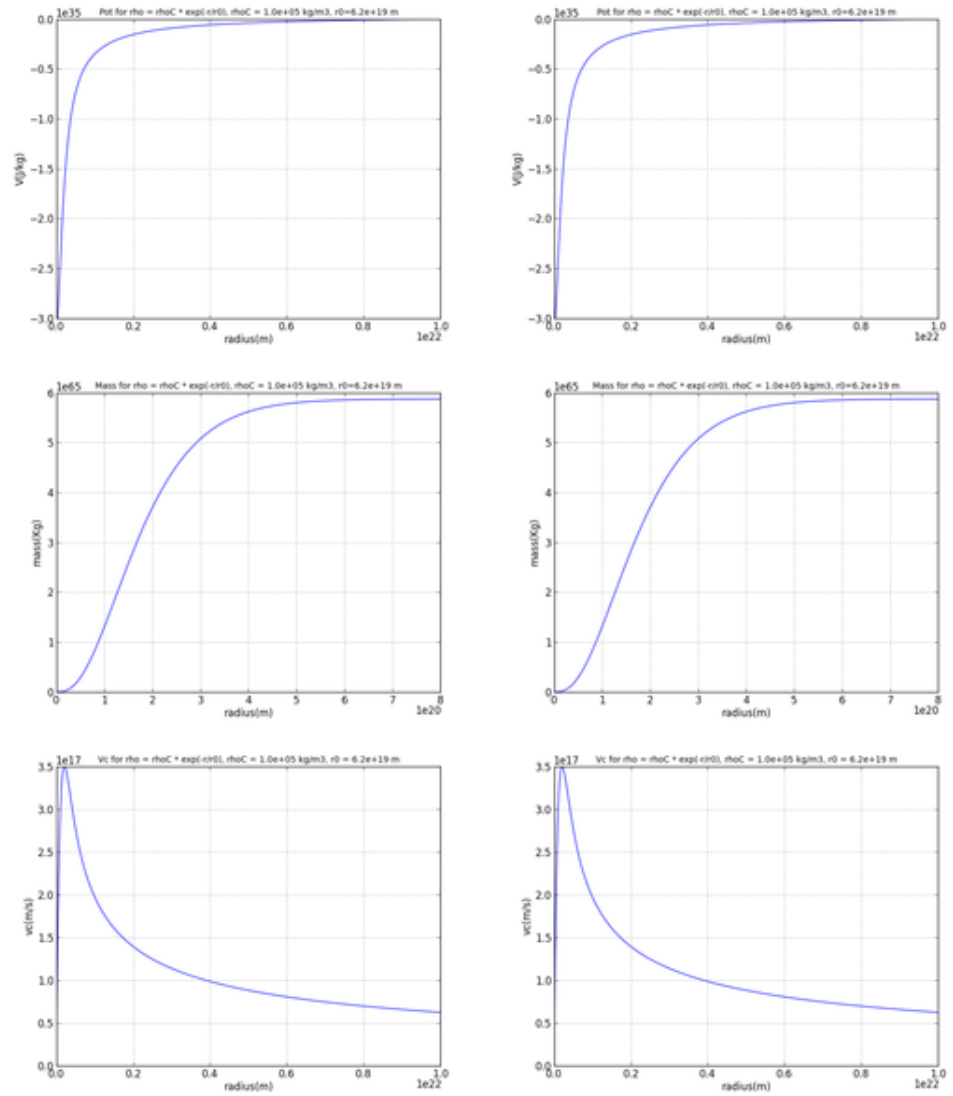 1e35 Pot for rho = rhoC * exp(-r/r0), rhoC = 1.0e+05 kg/m3, r0=6.2e+19 m
0.0
−0.5
−1.0
−1.5
−2.0
−2.5
−3.0
V(J/kg)
0.0 0.2 0.4 0.6 0.8 1.0
radius(m) 1e22
1e35 Pot for rho = rhoC * exp(-r/r0), rhoC = 1.0e+05 kg/m3, r0=6.2e+19 m
0.0
−0.5
−1.0
−1.5
−2.0
−2.5
−3.0
V(J/kg)
0.0 0.2 0.4 0.6 0.8 1.0
radius(m) 1e22
1e65 Mass for rho = rhoC * exp(-r/r0), rhoC = 1.0e+05 kg/m3, r0=6.2e+19 m
6
5
4
3
2
1
0
mass(Kg)
0 1 2 3 4 5 6 7 8
radius(m) 1e20
1e65 Mass for rho = rhoC * exp(-r/r0), rhoC = 1.0e+05 kg/m3, r0=6.2e+19 m
6
5
4
3
2
1
0
mass(Kg)
0 1 2 3 4 5 6 7 8
radius(m) 1e20
1e17 Vc for rho = rhoC * exp(-r/r0), rhoC = 1.0e+05 kg/m3, r0 = 6.2e+19 m
3.5
3.0
2.5
2.0
1.5
1.0
0.5
0.0
vc(m/s)
0.0 0.2 0.4 0.6 0.8 1.0
radius(m) 1e22
1e17 Vc for rho = rhoC * exp(-r/r0), rhoC = 1.0e+05 kg/m3, r0 = 6.2e+19 m
3.5
3.0
2.5
2.0
1.5
1.0
0.5
0.0
vc(m/s)
0.0 0.2 0.4 0.6 0.8 1.0
radius(m) 1e22